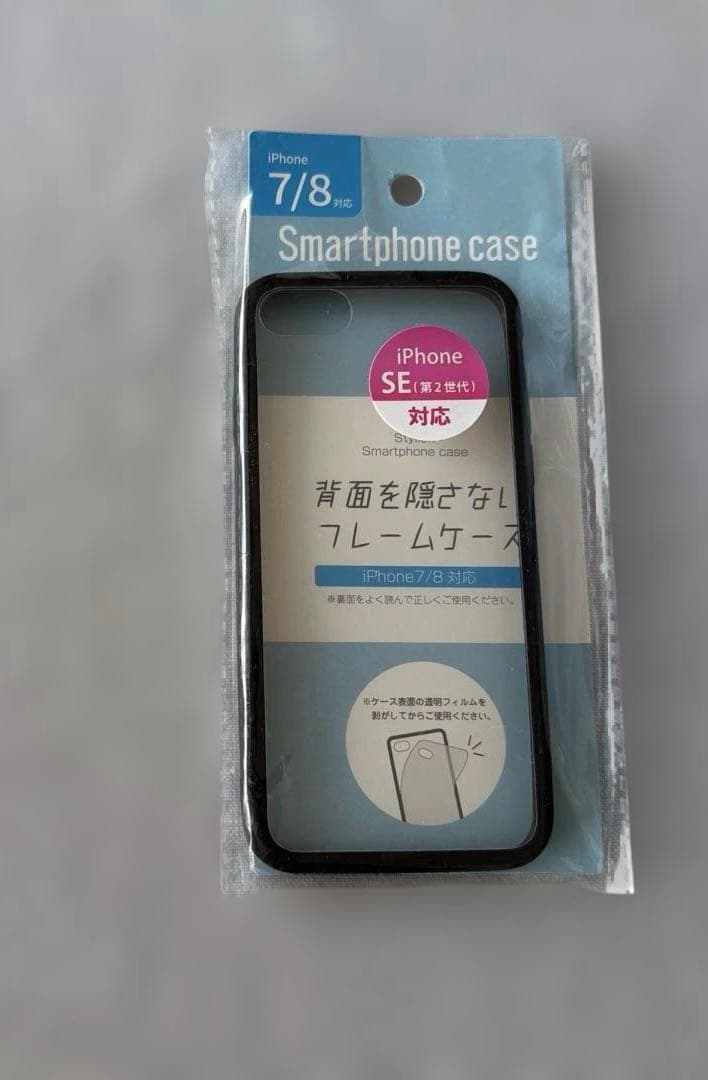 iPhone
7/8対応
Smartphone case
iPhone
SE(第2世代)
対応
Smartphone case
背面を隠さない
フレームケース
iPhone7/8 対応
※裏面をよく読んで正しくご使用ください。
※ケース表面の透明フィルムを
剥がしてからご使用ください。